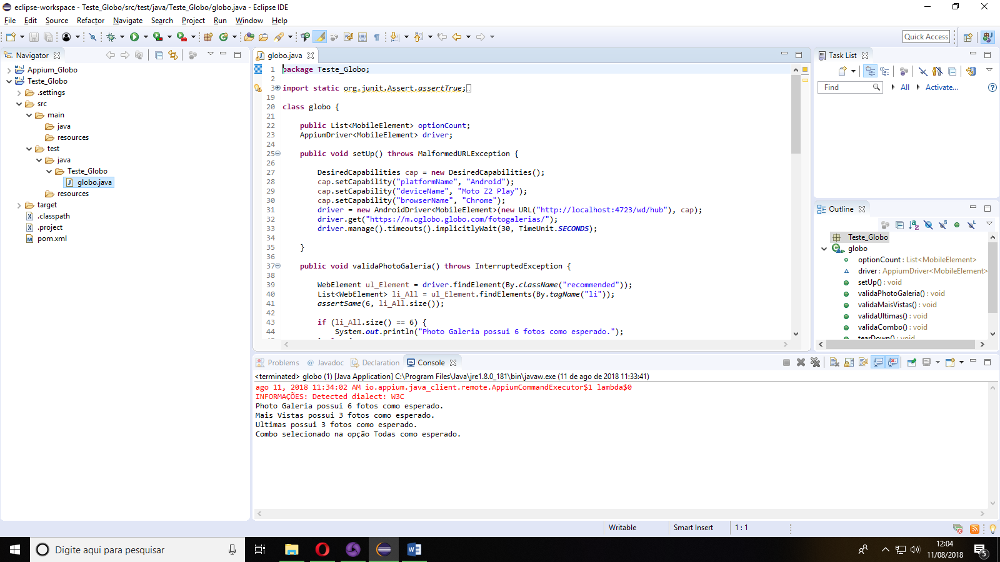 eclipse-workspace - Teste_Globo/src/test/java/Teste_Globo/globo.java - Eclipse IDE
File Edit Source Refactor Navigate Search Project Run Window Help
Quick Access
Navigator
Appium_Globo
Teste_Globo
.settings
src
main
java
resources
test
java
Teste_Globo
globo.java
resources
target
.classpath
.project
pom.xml
globo.java
1 package Teste_Globo;
2
3 import static org.junit.Assert.assertTrue;
19
20 class globo {
21
22 public List<MobileElement> optionCount;
23 AppiumDriver<MobileElement> driver;
24
25 public void setUp() throws MalformedURLException {
26
27 DesiredCapabilities cap = new DesiredCapabilities();
28 cap.setCapability("platformName", "Android");
29 cap.setCapability("deviceName", "Moto Z2 Play");
30 cap.setCapability("browserName", "Chrome");
31 driver = new AndroidDriver<MobileElement>(new URL("http://localhost:4723/wd/hub"), cap);
32 driver.get("https://m.oglobo.globo.com/fotogalerias/");
33 driver.manage().timeouts().implicitlyWait(30, TimeUnit.SECONDS);
34
35 }
36
37 public void validaPhotoGaleria() throws InterruptedException {
38
39 WebElement ul_Element = driver.findElement(By.className("recommended"));
40 List<WebElement> li_All = ul_Element.findElements(By.tagName("li"));
41 assertSame(6, li_All.size());
42
43 if (li_All.size() == 6) {
44 System.out.println("Photo Galeria possui 6 fotos como esperado.");
Task List
Find All Activate...
Outline
Teste_Globo
globo
optionCount : List<MobileElement>
driver : AppiumDriver<MobileElement>
setUp() : void
validaPhotoGaleria() : void
validaMaisVistas() : void
validaUltimas() : void
validaCombo() : void
tearDown() : void
Problems Javadoc Declaration Console
<terminated> globo (1) [Java Application] C:\Program Files\Java\jre1.8.0_181\bin\javaw.exe (11 de ago de 2018 11:33:41)
ago 11, 2018 11:34:02 AM io.appium.java_client.remote.AppiumCommandExecutor$1 lambda$0
INFORMAÇÕES: Detected dialect: W3C
Photo Galeria possui 6 fotos como esperado.
Mais Vistas possui 3 fotos como esperado.
Ultimas possui 3 fotos como esperado.
Combo selecionado na opção Todas como esperado.
Writable Smart Insert 1 : 1
Digite aqui para pesquisar
12:04
11/08/2018
5